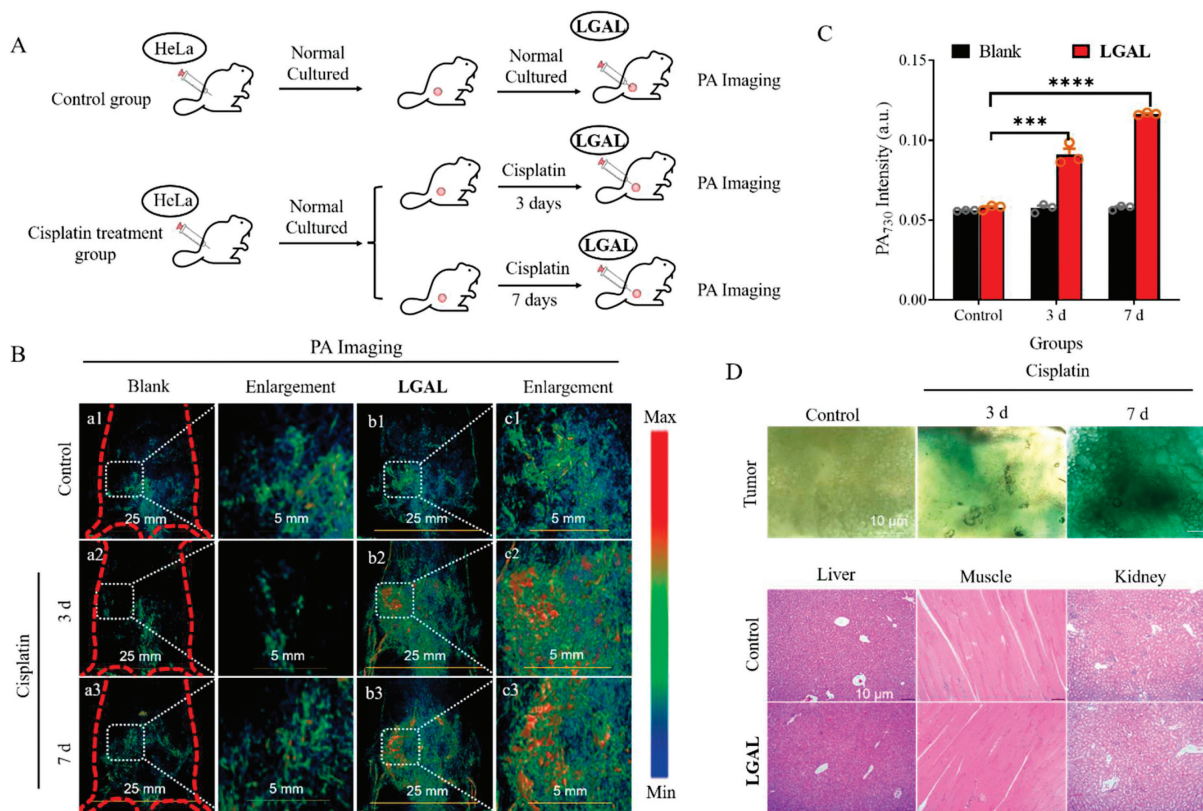 A
HeLa
Control group
Normal
Cultured
Normal
Cultured
LGAL
PA Imaging
HeLa
Cisplatin treatment
group
Normal
Cultured
Cisplatin
3 days
LGAL
PA Imaging
Cisplatin
7 days
LGAL
PA Imaging
B
PA Imaging
Blank
Enlargement
LGAL
Enlargement
Control
a1
25 mm
5 mm
b1
25 mm
c1
5 mm
Cisplatin
3 d
a2
25 mm
5 mm
b2
25 mm
c2
5 mm
7 d
a3
25 mm
5 mm
b3
25 mm
c3
5 mm
Max
Min
C
Blank
LGAL
PA730 Intensity (a.u.)
0.15
0.10
0.05
0.00
***
****
Control
3 d
7 d
Groups
D
Cisplatin
Control
3 d
7 d
Tumor
10 μm
Liver
Muscle
Kidney
Control
10 μm
LGAL